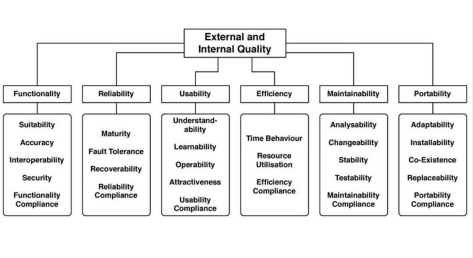 External and
Internal Quality
Functionality
Reliability
Usability
Efficiency
Maintainability
Portability
Suitability
Accuracy
Interoperability
Security
Functionality
Compliance
Maturity
Fault Tolerance
Recoverability
Reliability
Compliance
Understand-
ability
Learnability
Operability
Attractiveness
Usability
Compliance
Time Behaviour
Resource
Utilisation
Efficiency
Compliance
Analysability
Changeability
Stability
Testability
Maintainability
Compliance
Adaptability
Installability
Co-Existence
Replaceability
Portability
Compliance